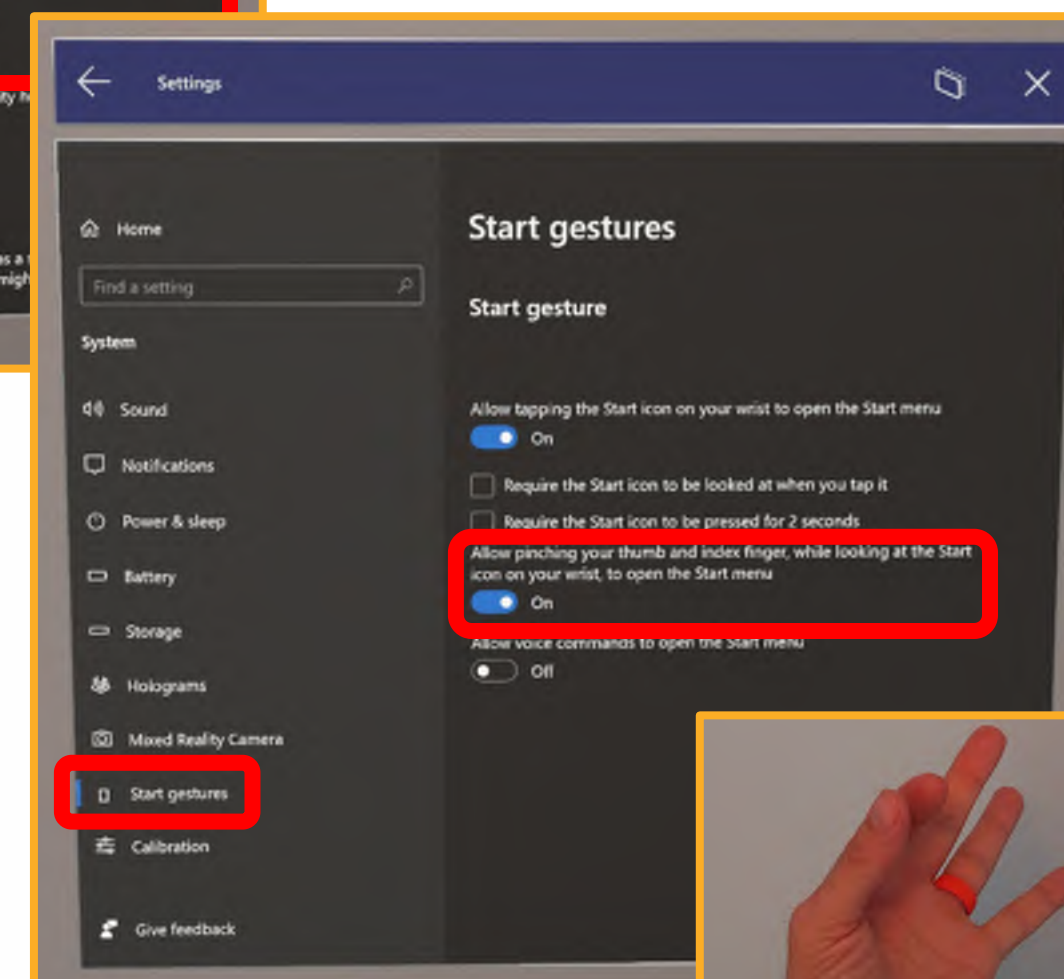 Settings
Home
Find a setting
System
Sound
Notifications
Power & sleep
Battery
Storage
Holograms
Mixed Reality Camera
Start gestures
Calibration
Give feedback
Start gestures
Start gesture
Allow tapping the Start icon on your wrist to open the Start menu
On
Require the Start icon to be looked at when you tap it
Require the Start icon to be pressed for 2 seconds
Allow pinching your thumb and index finger, while looking at the Start
icon on your wrist, to open the Start menu
On
Allow voice commands to open the Start menu
Off